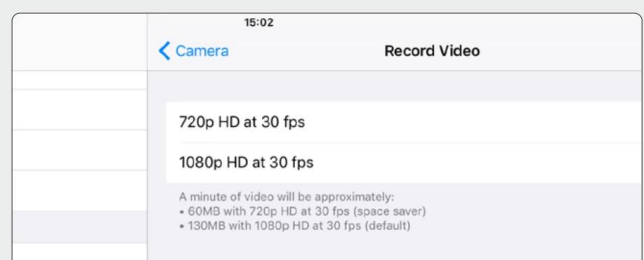 15:02
Camera
Record Video
720p HD at 30 fps
1080p HD at 30 fps
A minute of video will be approximately:
• 60MB with 720p HD at 30 fps (space saver)
• 130MB with 1080p HD at 30 fps (default)